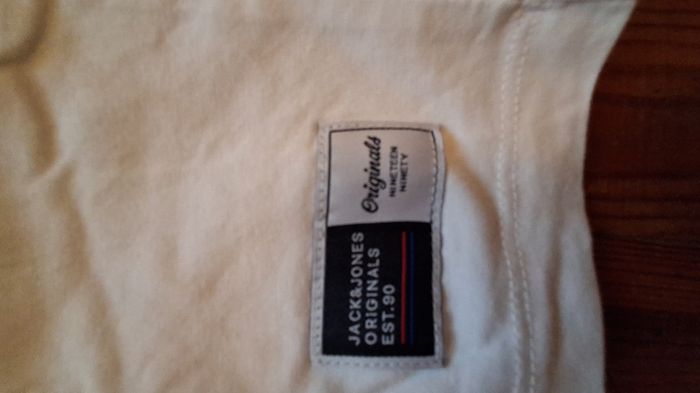 JACK&JONES
ORIGINALS
EST.90
Originals
NINETEEN
NINETY